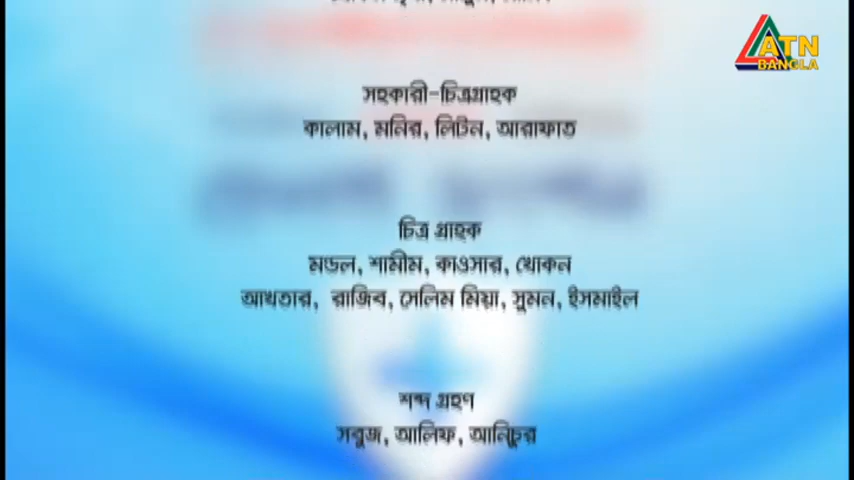 ATN
BANGLA
সহকারী-চিত্রগ্রাহক
কালাম, মনির, লিটন, আরাফাত
চিত্র গ্রাহক
মন্ডল, শামীম, কাওসার, খোকন
আখতার, রাজিব, সেলিম মিয়া, সুমন, ইসমাইল
শব্দ গ্রহণ
সবুজ, আলিফ, আনিচুর